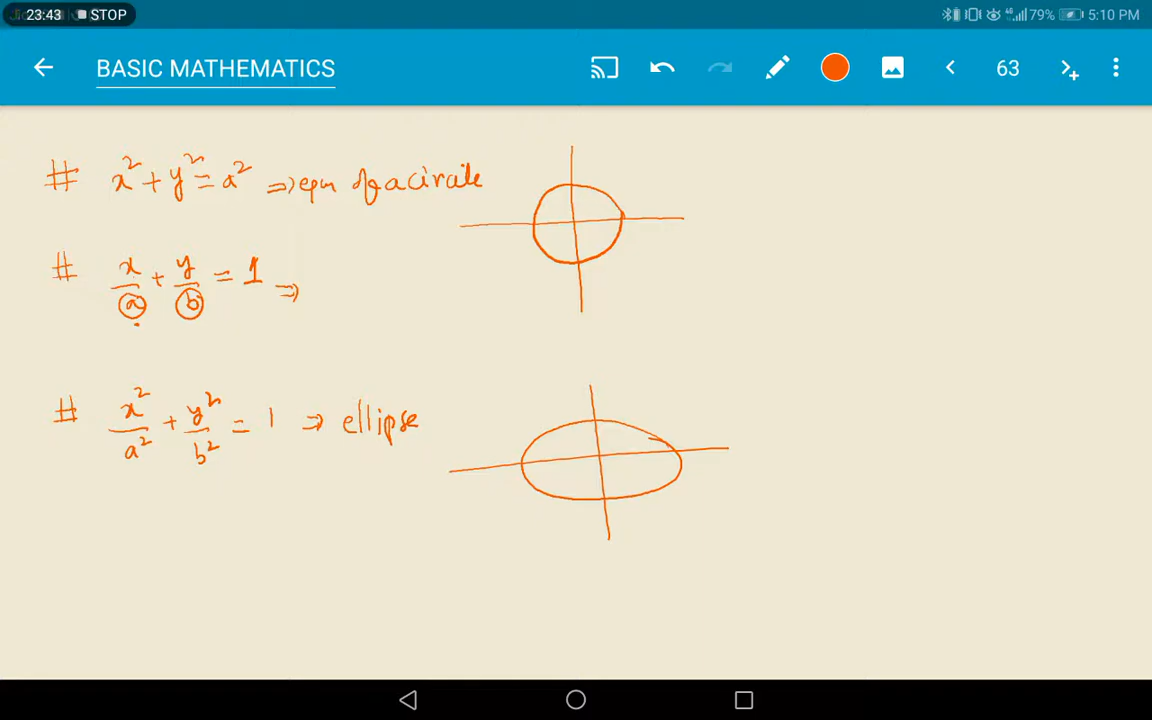 23:43 STOP 79% 5:10 PM
BASIC MATHEMATICS 63
# x² + y² = a² ⇒ eqn of a circle
# x/a + y/b = 1 ⇒
# x²/a² + y²/b² = 1 ⇒ ellipse